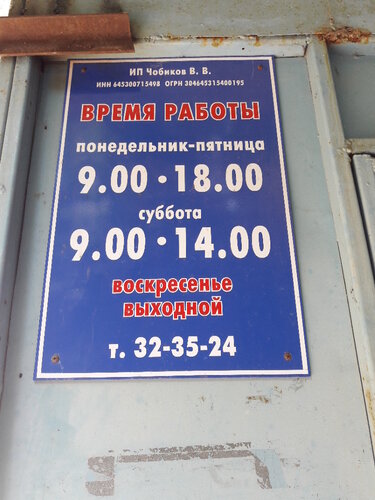 ИП Чобиков В. В.
ИНН 645300715498 ОГРН 304645315400195
ВРЕМЯ РАБОТЫ
понедельник-пятница
9.00 • 18.00
суббота
9.00 • 14.00
воскресенье
выходной
т. 32-35-24